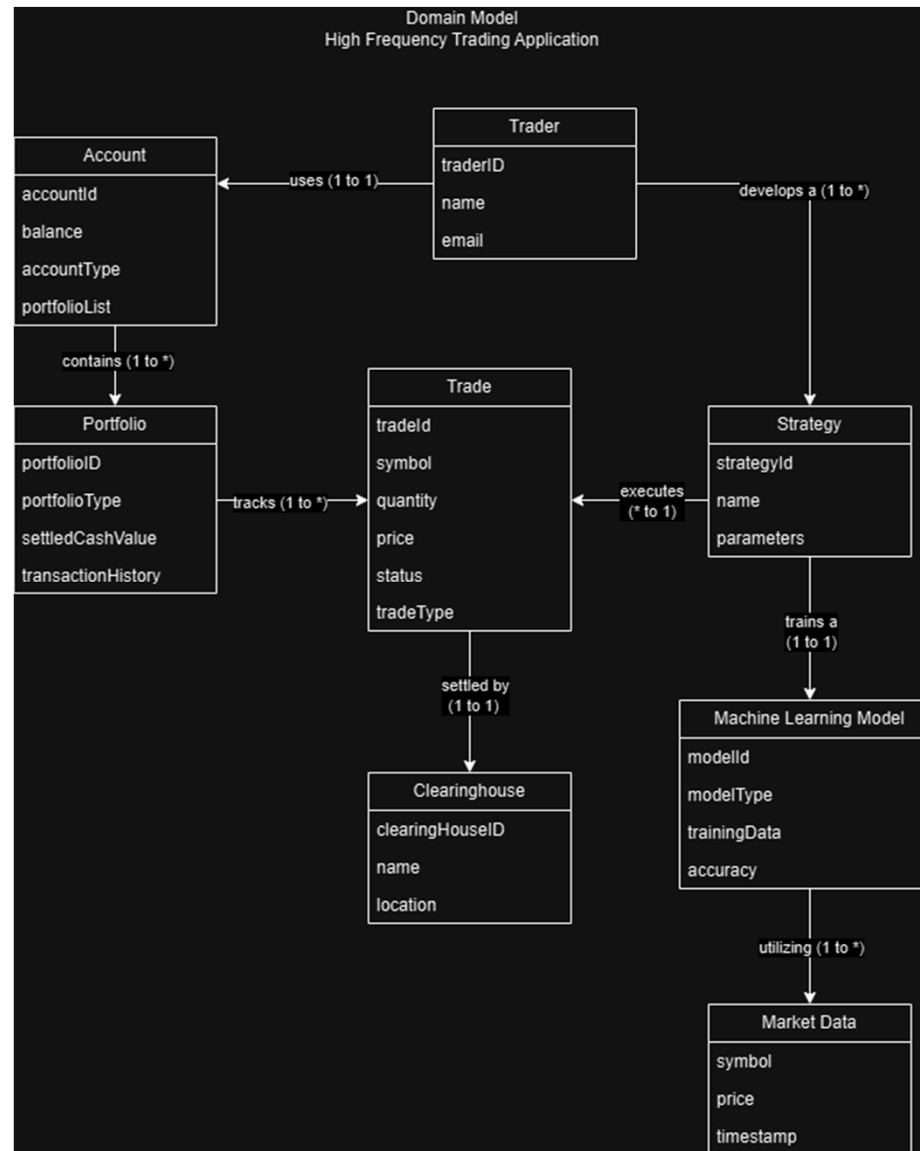 Domain Model
High Frequency Trading Application
Trader
traderID
name
email
Account
accountId
balance
accountType
portfolioList
uses (1 to 1)
develops a (1 to *)
contains (1 to *)
Portfolio
portfolioID
portfolioType
settledCashValue
transactionHistory
tracks (1 to *)
Trade
tradeId
symbol
quantity
price
status
tradeType
executes
(* to 1)
Strategy
strategyId
name
parameters
settled by
(1 to 1)
trains a
(1 to 1)
Clearinghouse
clearingHouseID
name
location
Machine Learning Model
modelId
modelType
trainingData
accuracy
utilizing (1 to *)
Market Data
symbol
price
timestamp